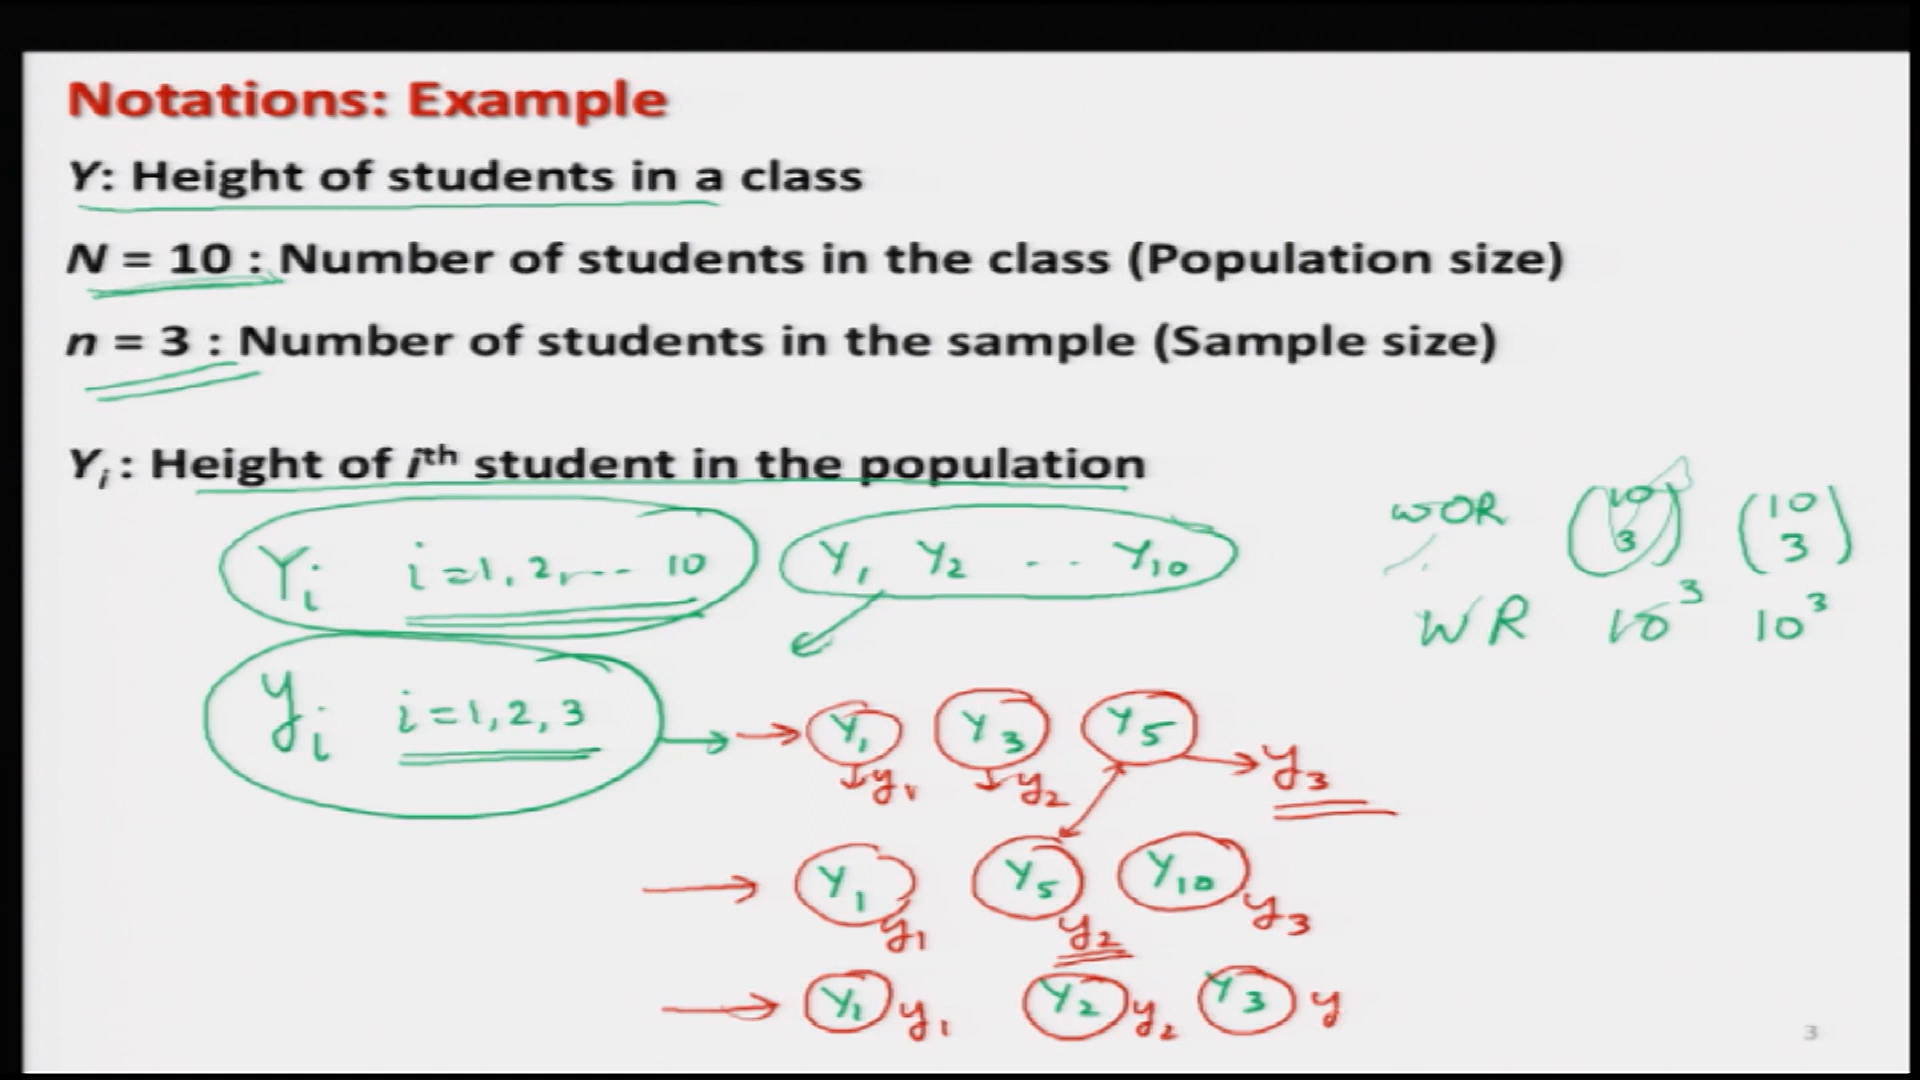 Notations: Example
Y: Height of students in a class
N = 10 : Number of students in the class (Population size)
n = 3 : Number of students in the sample (Sample size)
Yi : Height of ith student in the population
WOR (10 3) (10 3)
Yi i=1, 2, ... 10 Y1 Y2 .. Y10
WR 10³ 10³
yi i=1, 2, 3
Y1 Y3 Y5
y1 y2 y3
Y1 Y5 Y10
y1 y2 y3
Y1 y1 Y2 y2 Y3 y
3